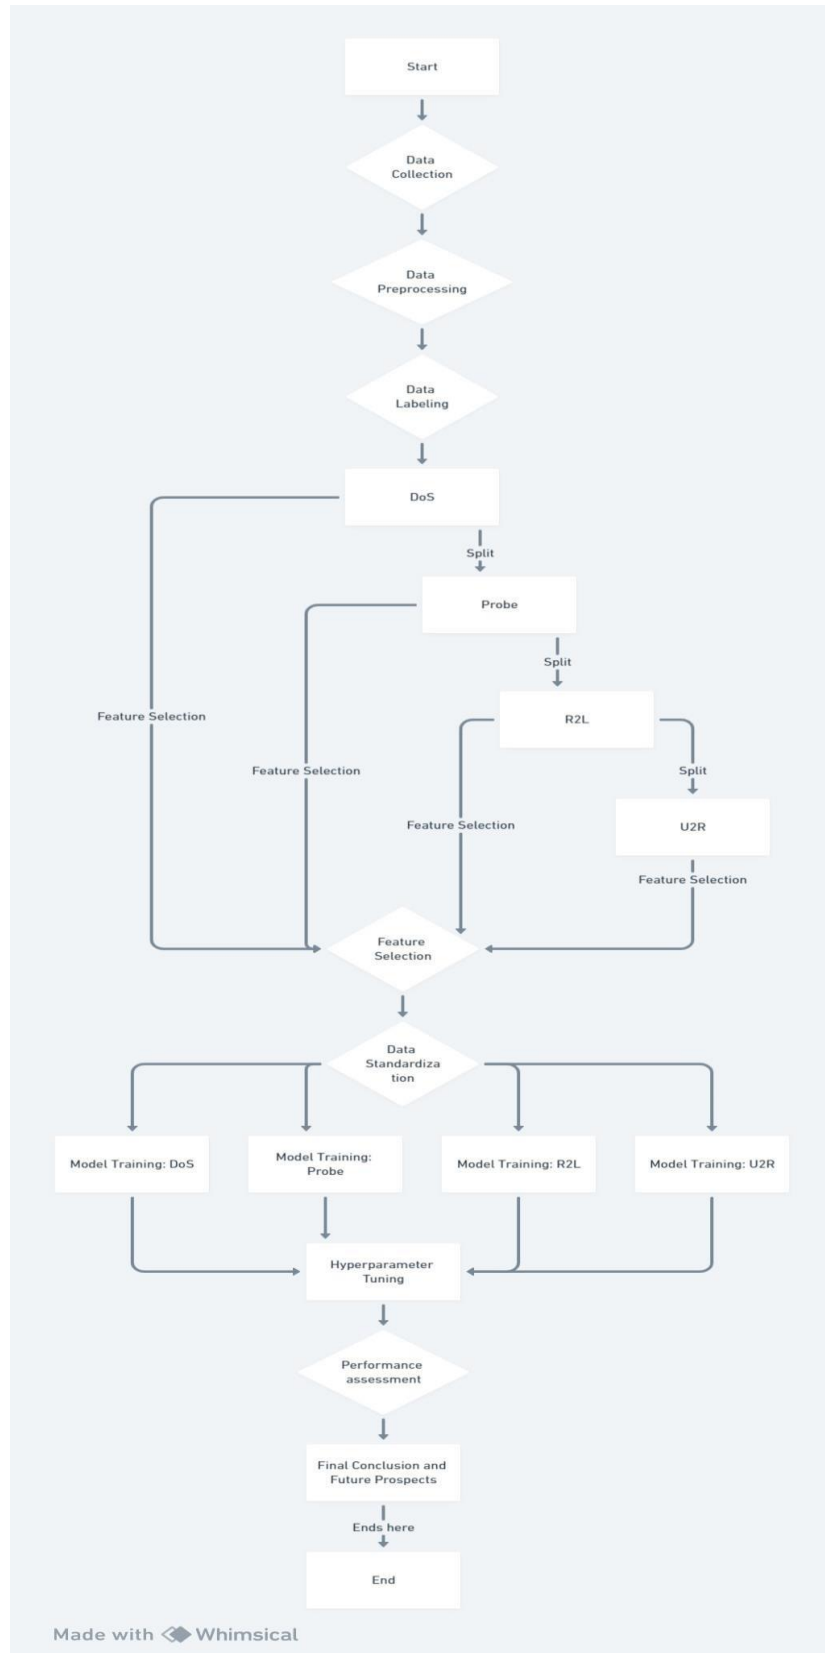 Start
Data
Collection
Data
Preprocessing
Data
Labeling
DoS
Split
Probe
Split
R2L
Feature Selection
Split
Feature Selection
Feature Selection
U2R
Feature Selection
Feature
Selection
Data
Standardiza
tion
Model Training: DoS
Model Training:
Probe
Model Training: R2L
Model Training: U2R
Hyperparameter
Tuning
Performance
assessment
Final Conclusion and
Future Prospects
Ends here
End
Made with Whimsical